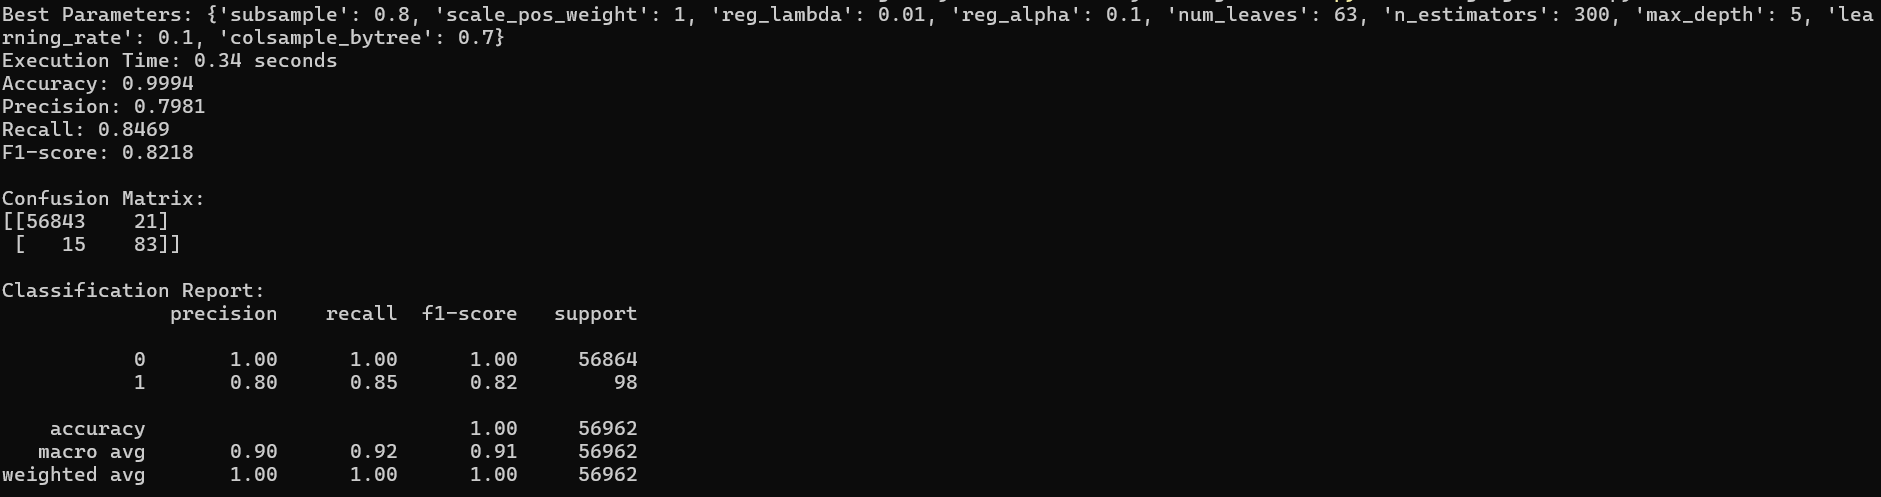 Best Parameters: {'subsample': 0.8, 'scale_pos_weight': 1, 'reg_lambda': 0.01, 'reg_alpha': 0.1, 'num_leaves': 63, 'n_estimators': 300, 'max_depth': 5, 'lea
rning_rate': 0.1, 'colsample_bytree': 0.7}
Execution Time: 0.34 seconds
Accuracy: 0.9994
Precision: 0.7981
Recall: 0.8469
F1-score: 0.8218

Confusion Matrix:
[[56843    21]
 [   15    83]]

Classification Report:
              precision    recall  f1-score   support

           0       1.00      1.00      1.00     56864
           1       0.80      0.85      0.82        98

    accuracy                           1.00     56962
   macro avg       0.90      0.92      0.91     56962
weighted avg       1.00      1.00      1.00     56962